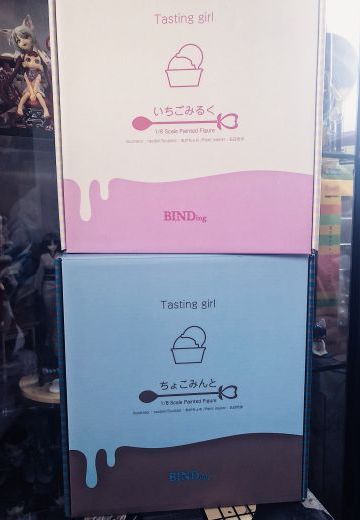 Tasting girl
いちごみるく
1/6 Scale Painted Figure
BINDing
Tasting girl
ちょこみんと
1/6 Scale Painted Figure
BINDing